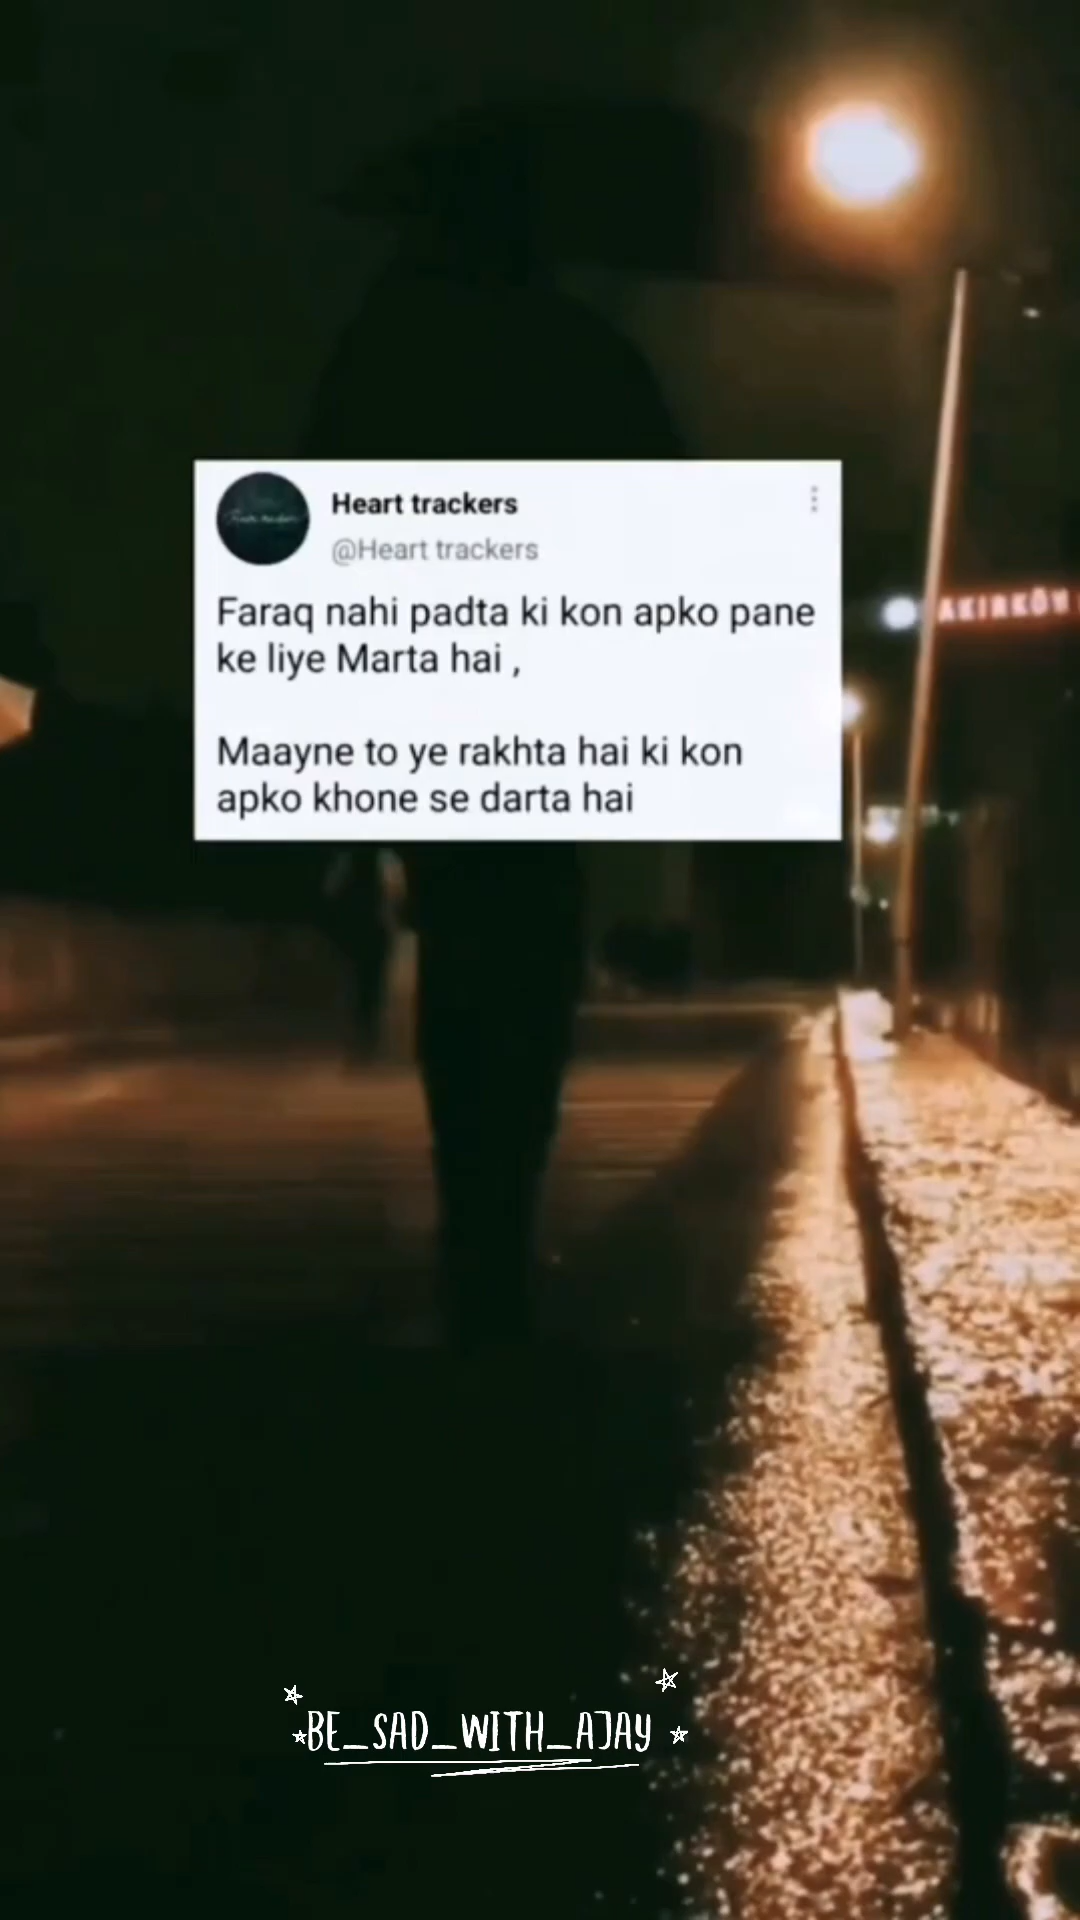 Heart trackers
@Heart trackers
Faraq nahi padta ki kon apko pane
ke liye Marta hai ,
Maayne to ye rakhta hai ki kon
apko khone se darta hai
AKIRKÖY
BE_SAD_WITH_AJAY